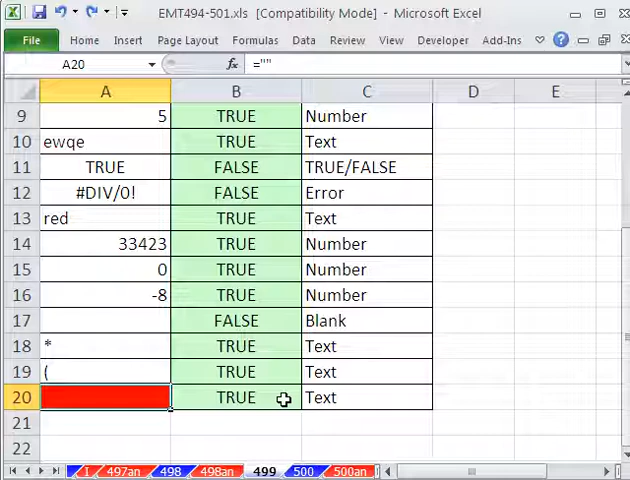 EMT494-501.xls [Compatibility Mode] - Microsoft Excel
File Home Insert Page Layout Formulas Data Review View Developer Add-Ins
A20 fx =""
A B C D E
9 5 TRUE Number
10 ewqe TRUE Text
11 TRUE FALSE TRUE/FALSE
12 #DIV/0! FALSE Error
13 red TRUE Text
14 33423 TRUE Number
15 0 TRUE Number
16 -8 TRUE Number
17 FALSE Blank
18 * TRUE Text
19 ( TRUE Text
20 TRUE Text
21
22
I 497an 498 498an 499 500 500an